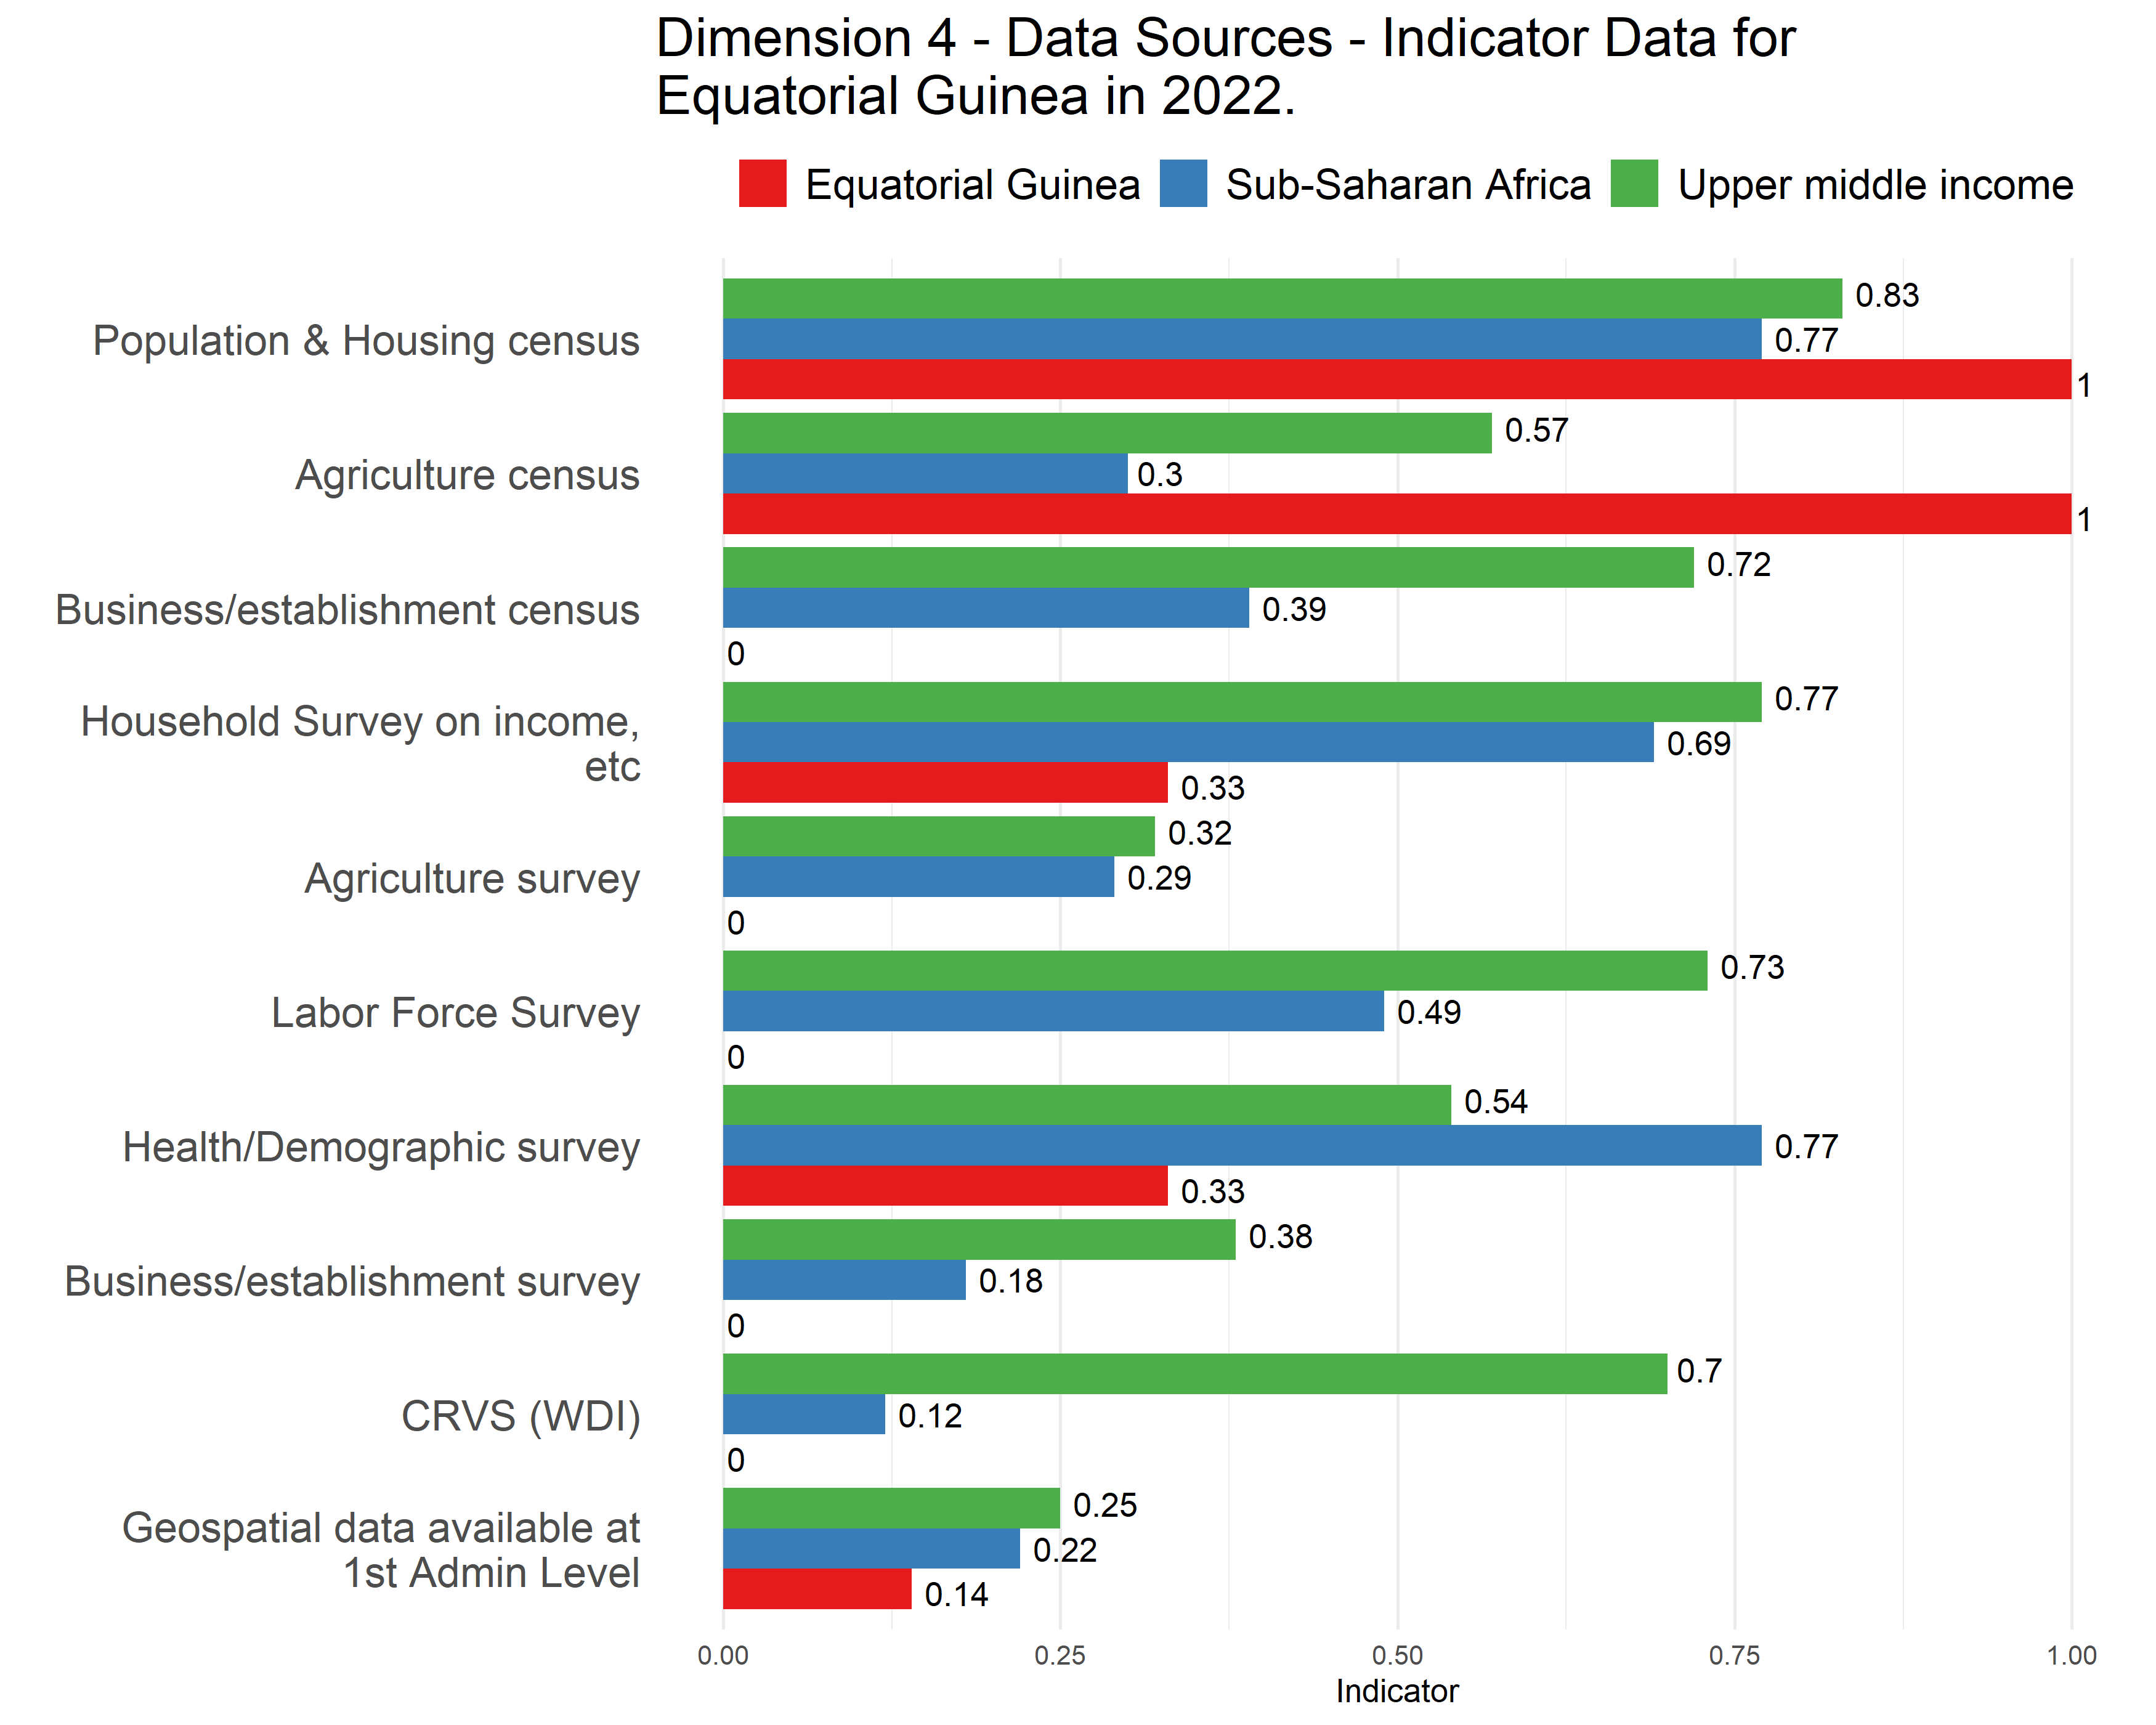 Dimension 4 - Data Sources - Indicator Data for
Equatorial Guinea in 2022.
Equatorial Guinea Sub-Saharan Africa Upper middle income
0.83
Population & Housing census 0.77
1
0.57
Agriculture census 0.3
1
0.72
Business/establishment census 0.39
0
0.77
Household Survey on income,
etc
0.69
0.33
0.32
Agriculture survey 0.29
0
0.73
Labor Force Survey 0.49
0
0.54
Health/Demographic survey 0.77
0.33
0.38
Business/establishment survey 0.18
0
0.7
CRVS (WDI) 0.12
0
0.25
Geospatial data available at
1st Admin Level
0.22
0.14
0.00 0.25 0.50 0.75 1.00
Indicator